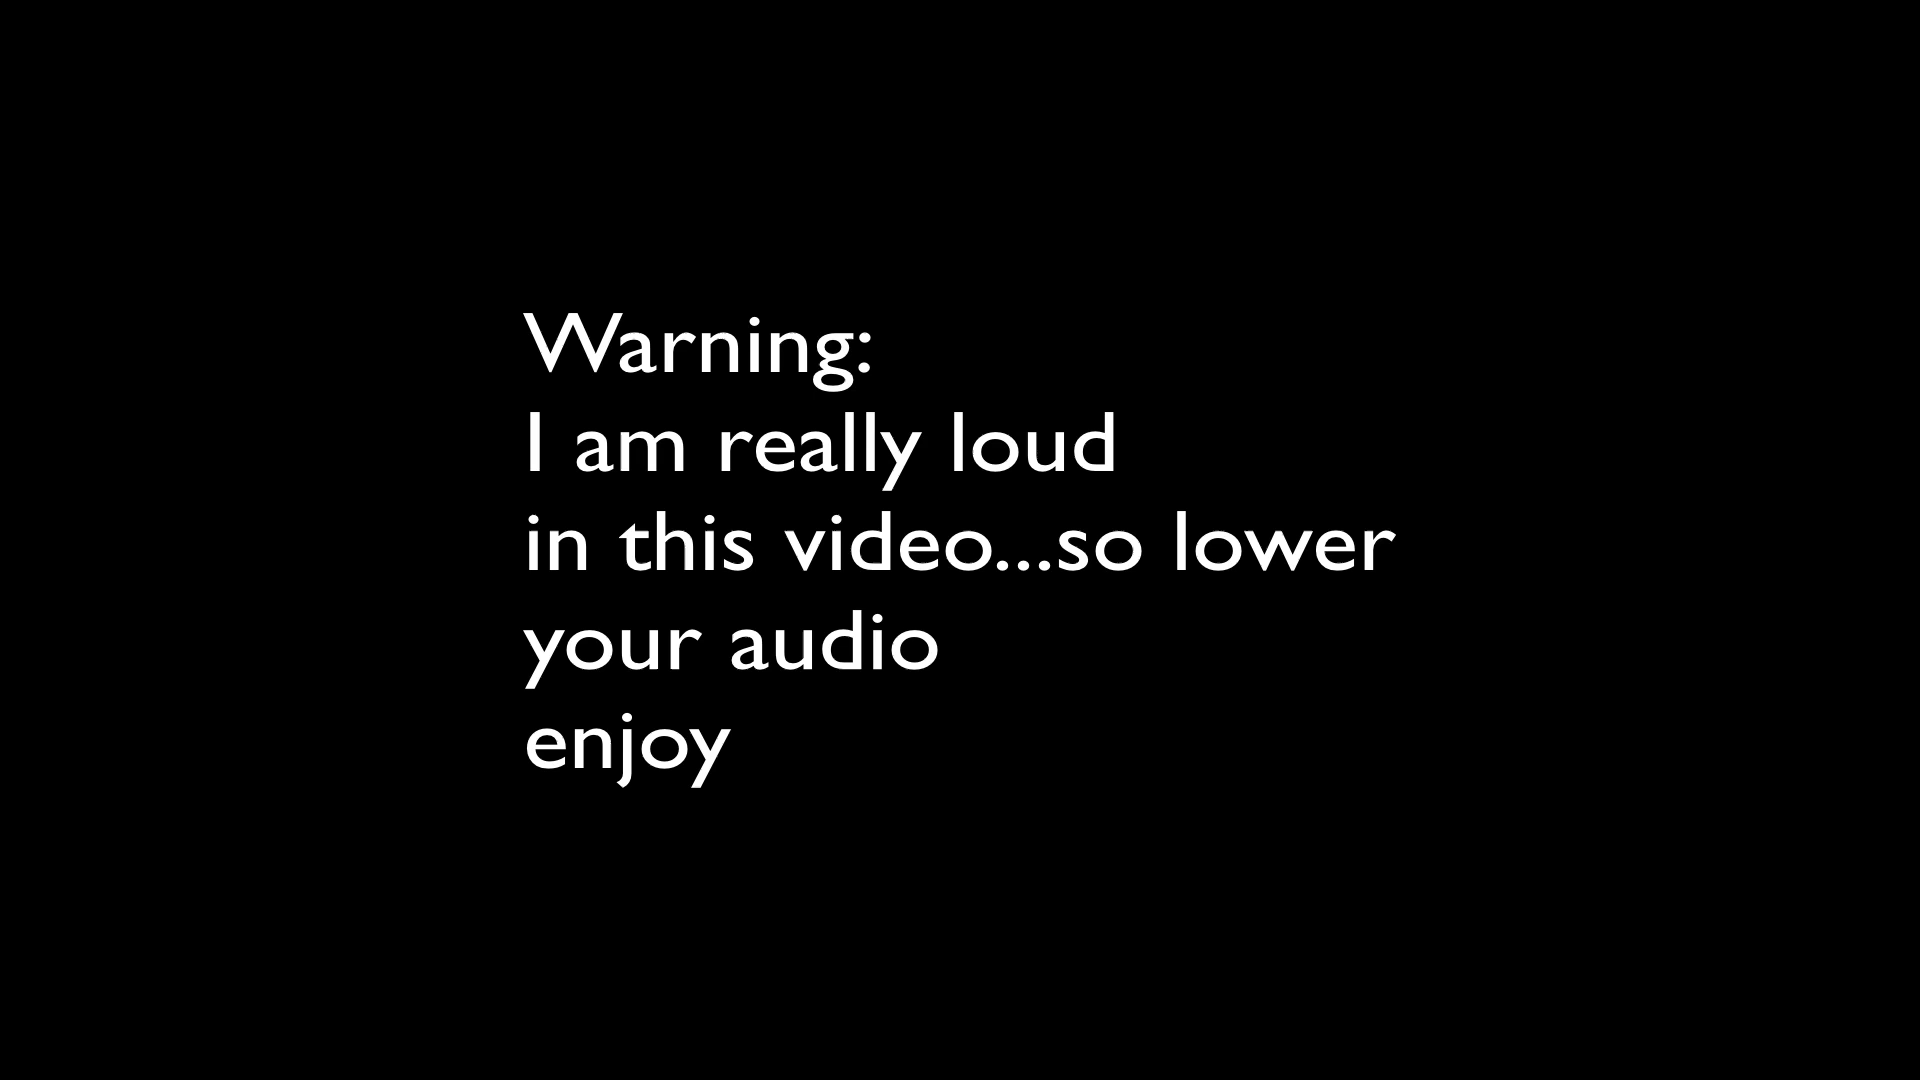 Warning:
I am really loud
in this video...so lower
your audio
enjoy